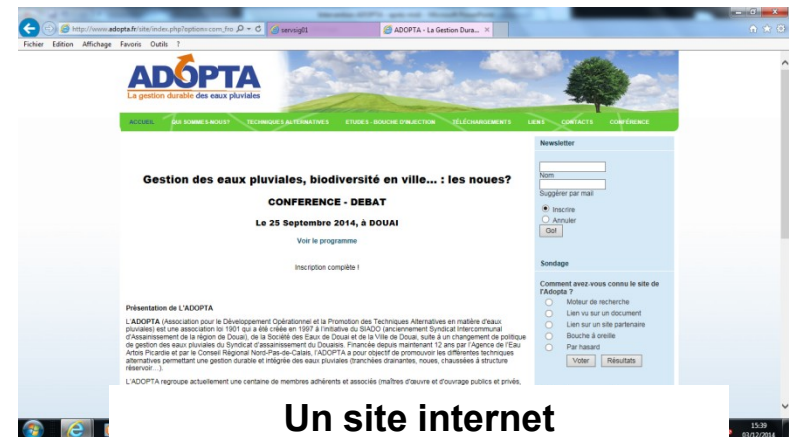 http://www.adopta.fr/site/index.php?option=com_fro
servsig01
ADOPTA - La Gestion Dura...
Fichier Edition Affichage Favoris Outils ?
ADOPTA
La gestion durable des eaux pluviales
ACCUEIL QUI SOMMES-NOUS? TECHNIQUES ALTERNATIVES ETUDES - BOUCHE D'INJECTION TÉLÉCHARGEMENTS LIENS CONTACTS CONFÉRENCE
Gestion des eaux pluviales, biodiversité en ville... : les noues?
CONFERENCE - DEBAT
Le 25 Septembre 2014, à DOUAI
Voir le programme
Inscription complète !
Présentation de L'ADOPTA
L'ADOPTA (Association pour le Développement Opérationnel et la Promotion des Techniques Alternatives en matière d'eaux
pluviales) est une association loi 1901 qui a été créée en 1997 à l'initiative du SIADO (anciennement Syndicat Intercommunal
d'Assainissement de la région de Douai), de la Société des Eaux de Douai et de la Ville de Douai, suite à un changement de politique
de gestion des eaux pluviales du Syndicat d'assainissement du Douaisis. Financée depuis maintenant 12 ans par l'Agence de l'Eau
Artois Picardie et par le Conseil Régional Nord-Pas-de-Calais, l'ADOPTA a pour objectif de promouvoir les différentes techniques
alternatives permettant une gestion durable et intégrée des eaux pluviales (tranchées drainantes, noues, chaussées à structure
réservoir...).
L'ADOPTA regroupe actuellement une centaine de membres adhérents et associés (maîtres d'œuvre et d'ouvrage publics et privés,
Newsletter
Nom
Suggérer par mail
Inscrire
Annuler
Go!
Sondage
Comment avez-vous connu le site de
l'Adopta ?
Moteur de recherche
Lien vu sur un document
Lien sur un site partenaire
Bouche à oreille
Par hasard
Voter Résultats
Un site internet
15:39
03/12/2014